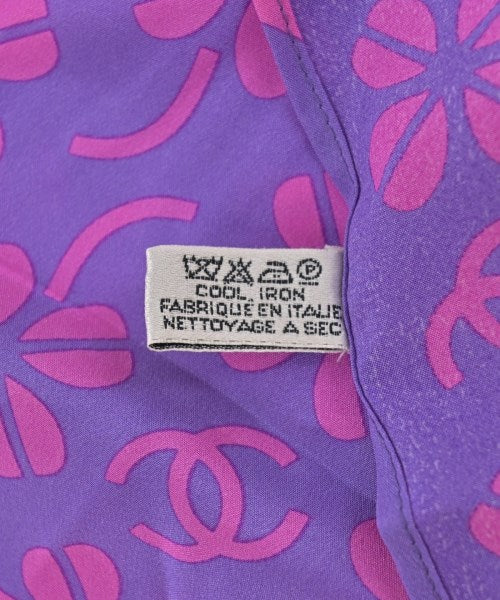 P
COOL, IRON
FABRIQUE EN ITALIE
NETTOYAGE A SEC